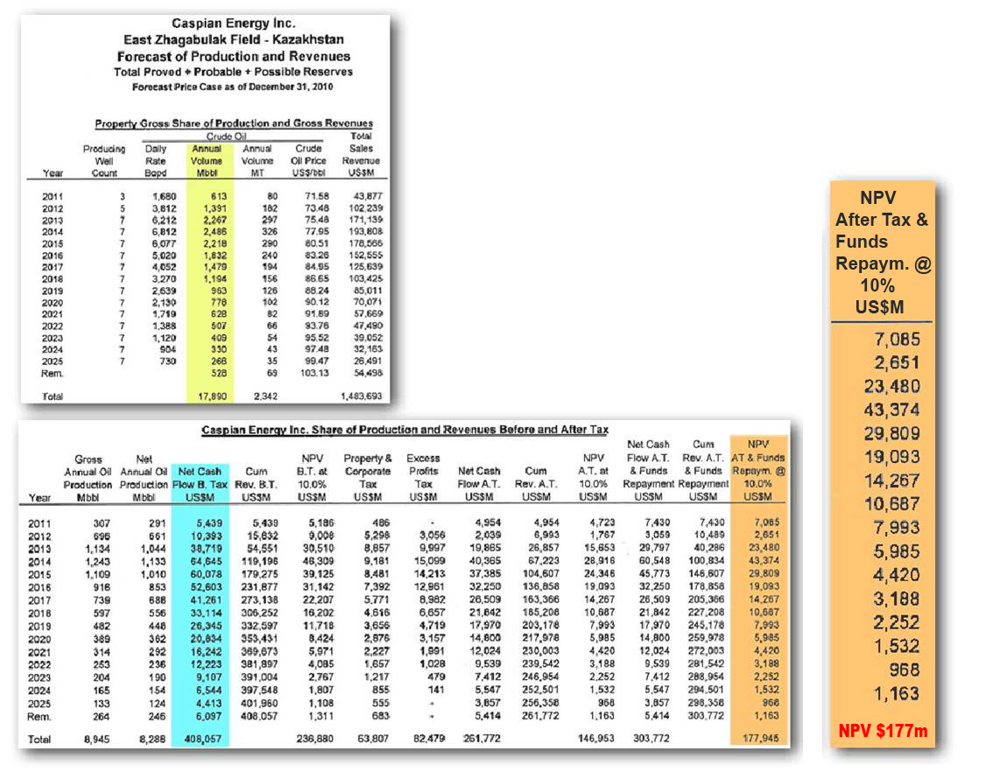 Caspian Energy Inc.
East Zhagabulak Field - Kazakhstan
Forecast of Production and Revenues
Total Proved + Probable + Possible Reserves
Forecast Price Case as of December 31, 2010
Property Gross Share of Production and Gross Revenues
Crude Oil Total
Producing Daily Annual Annual Crude Sales
Well Rate Volume Volume Oil Price Revenue
Year Count Bopd Mbbl MT US$/bbl US$M
2011 3 1,680 613 80 71.58 43,877
2012 5 3,812 1,391 182 73.48 102,239
2013 7 6,212 2,267 297 75.48 171,139
2014 7 6,812 2,486 326 77.95 193,808
2015 7 6,077 2,218 290 80.51 178,566
2016 7 5,020 1,832 240 83.26 152,555
2017 7 4,052 1,479 194 84.95 125,639
2018 7 3,270 1,194 156 86.65 103,425
2019 7 2,639 963 126 88.24 85,011
2020 7 2,130 778 102 90.12 70,071
2021 7 1,719 628 82 91.89 57,669
2022 7 1,388 507 66 93.76 47,490
2023 7 1,120 409 54 95.52 39,052
2024 7 904 330 43 97.48 32,163
2025 7 730 266 35 99.47 26,491
Rem. 528 69 103.13 54,498
Total 17,890 2,342 1,483,693
Caspian Energy Inc. Share of Production and Revenues Before and After Tax
Net Cash Cum NPV
Gross Net NPV Property & Excess NPV Flow A.T. Rev. A.T. AT & Funds
Annual Oil Annual Oil Net Cash Cum B.T. at Corporate Profits Net Cash Cum A.T. at & Funds & Funds Repaym. @
Production Production Flow B. Tax Rev. B.T. 10.0% Tax Tax Flow A.T. Rev. A.T. 10.0% Repayment Repayment 10.0%
Year Mbbl Mbbl US$M US$M US$M US$M US$M US$M US$M US$M US$M US$M US$M
2011 307 291 5,439 5,439 5,186 486 - 4,954 4,954 4,723 7,430 7,430 7,085
2012 696 661 10,393 15,832 9,008 5,298 3,056 2,039 6,993 1,767 3,059 10,489 2,651
2013 1,134 1,044 38,719 54,551 30,510 8,857 9,997 19,865 26,857 15,653 29,797 40,286 23,480
2014 1,243 1,133 64,645 119,196 46,309 9,181 15,099 40,365 67,223 28,916 60,548 100,834 43,374
2015 1,109 1,010 60,078 179,275 39,125 8,481 14,213 37,385 104,607 24,346 45,773 146,607 29,809
2016 916 853 52,603 231,877 31,142 7,392 12,961 32,250 136,858 19,093 32,250 178,858 19,093
2017 739 688 41,261 273,138 22,207 5,771 8,982 26,509 163,366 14,267 26,509 205,366 14,267
2018 597 556 33,114 306,252 16,202 4,616 6,657 21,842 185,208 10,687 21,842 227,208 10,687
2019 482 448 26,345 332,597 11,718 3,656 4,719 17,970 203,178 7,993 17,970 245,178 7,993
2020 389 362 20,834 353,431 8,424 2,876 3,157 14,800 217,978 5,985 14,800 259,978 5,985
2021 314 292 16,242 369,673 5,971 2,227 1,991 12,024 230,003 4,420 12,024 272,003 4,420
2022 253 236 12,223 381,897 4,085 1,657 1,028 9,539 239,542 3,188 9,539 281,542 3,188
2023 204 190 9,107 391,004 2,767 1,217 479 7,412 246,954 2,252 7,412 288,954 2,252
2024 165 154 6,544 397,548 1,807 855 141 5,547 252,501 1,532 5,547 294,501 1,532
2025 133 124 4,413 401,960 1,108 555 - 3,857 256,358 968 3,857 298,358 968
Rem. 264 246 6,097 408,057 1,311 683 - 5,414 261,772 1,163 5,414 303,772 1,163
Total 8,945 8,288 408,057 236,880 63,807 82,479 261,772 146,953 303,772 177,945
NPV
After Tax &
Funds
Repaym. @
10%
US$M
7,085
2,651
23,480
43,374
29,809
19,093
14,267
10,687
7,993
5,985
4,420
3,188
2,252
1,532
968
1,163
NPV $177m